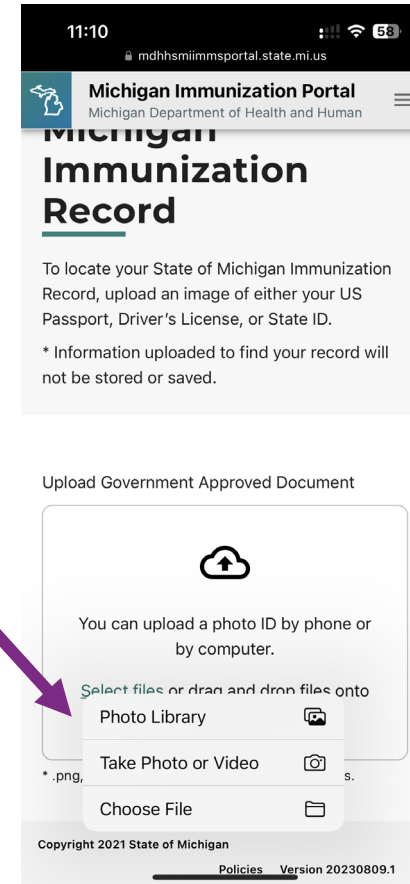 11:10
58
mdhhsmiimmsportal.state.mi.us
Michigan Immunization Portal
Michigan Department of Health and Human
Michigan
Immunization
Record
To locate your State of Michigan Immunization
Record, upload an image of either your US
Passport, Driver's License, or State ID.
* Information uploaded to find your record will
not be stored or saved.
Upload Government Approved Document
You can upload a photo ID by phone or
by computer.
Select files or drag and drop files onto
Photo Library
Take Photo or Video
* .png, s.
Choose File
Copyright 2021 State of Michigan
Policies Version 20230809.1